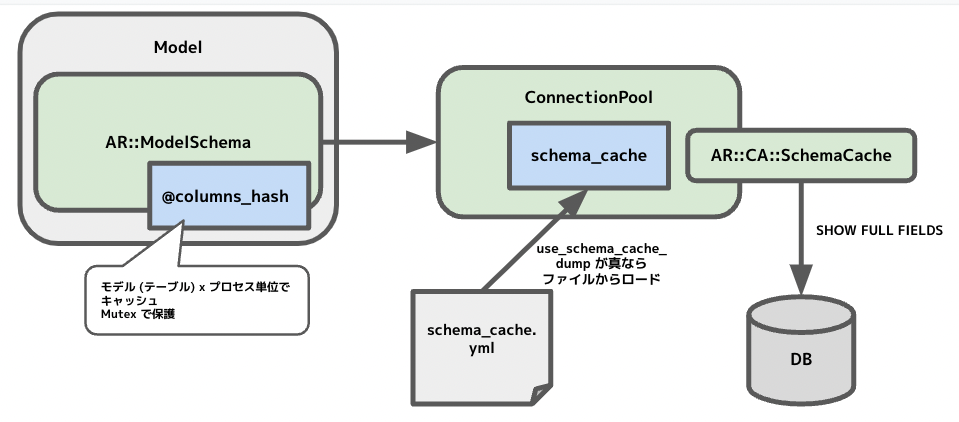 Model
AR::ModelSchema
@columns_hash
モデル (テーブル) x プロセス単位で
キャッシュ
Mutex で保護
ConnectionPool
schema_cache
AR::CA::SchemaCache
use_schema_cache_
dump が真なら
ファイルからロード
schema_cache.
yml
SHOW FULL FIELDS
DB